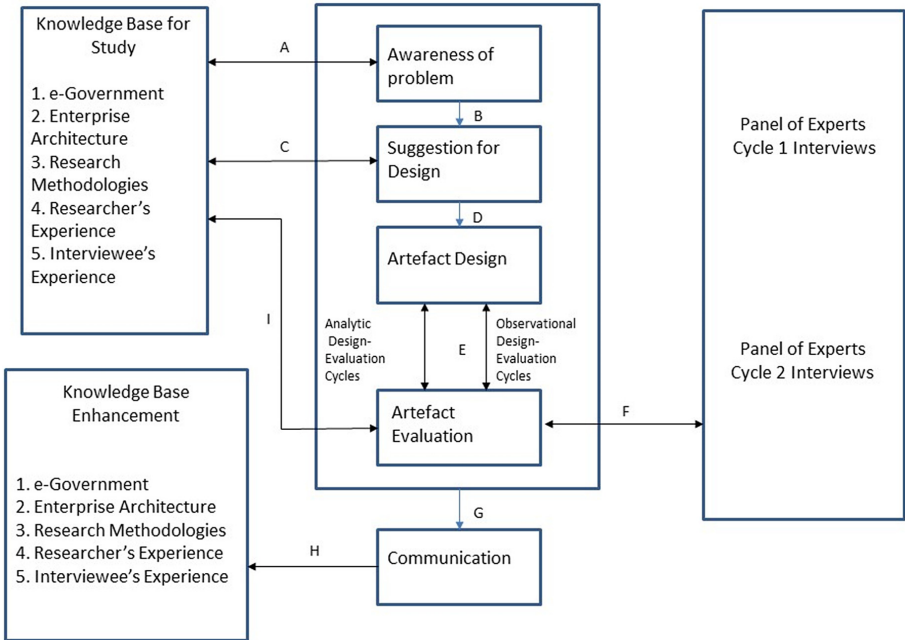 Knowledge Base for
Study
1. e-Government
2. Enterprise
Architecture
3. Research
Methodologies
4. Researcher's
Experience
5. Interviewee's
Experience
A
Awareness of
problem
B
C
Suggestion for
Design
D
Artefact Design
Analytic
Design-
Evaluation
Cycles
E
Observational
Design-
Evaluation
Cycles
I
Artefact
Evaluation
F
Panel of Experts
Cycle 1 Interviews
Panel of Experts
Cycle 2 Interviews
G
Communication
H
Knowledge Base
Enhancement
1. e-Government
2. Enterprise Architecture
3. Research Methodologies
4. Researcher's Experience
5. Interviewee's Experience